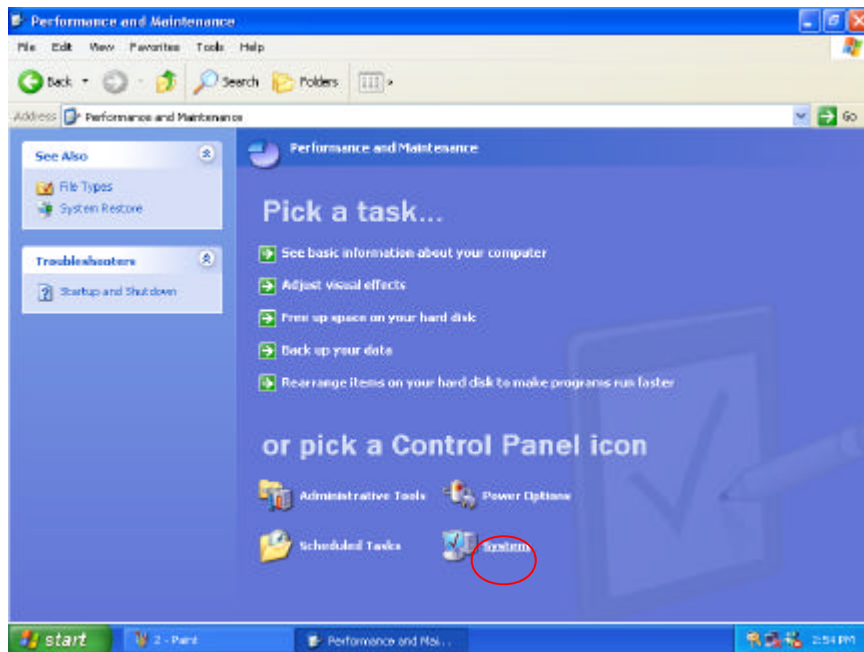 Performance and Maintenance
File Edit View Favorites Tools Help
Back Search Folders
Address Performance and Maintenance Go
See Also
File Types
System Restore
Troubleshooters
Startup and Shutdown
Performance and Maintenance
Pick a task...
See basic information about your computer
Adjust visual effects
Free up space on your hard disk
Back up your data
Rearrange items on your hard disk to make programs run faster
or pick a Control Panel icon
Administrative Tools Power Options
Scheduled Tasks System
start 2 - Paint Performance and Mai... 2:54 PM